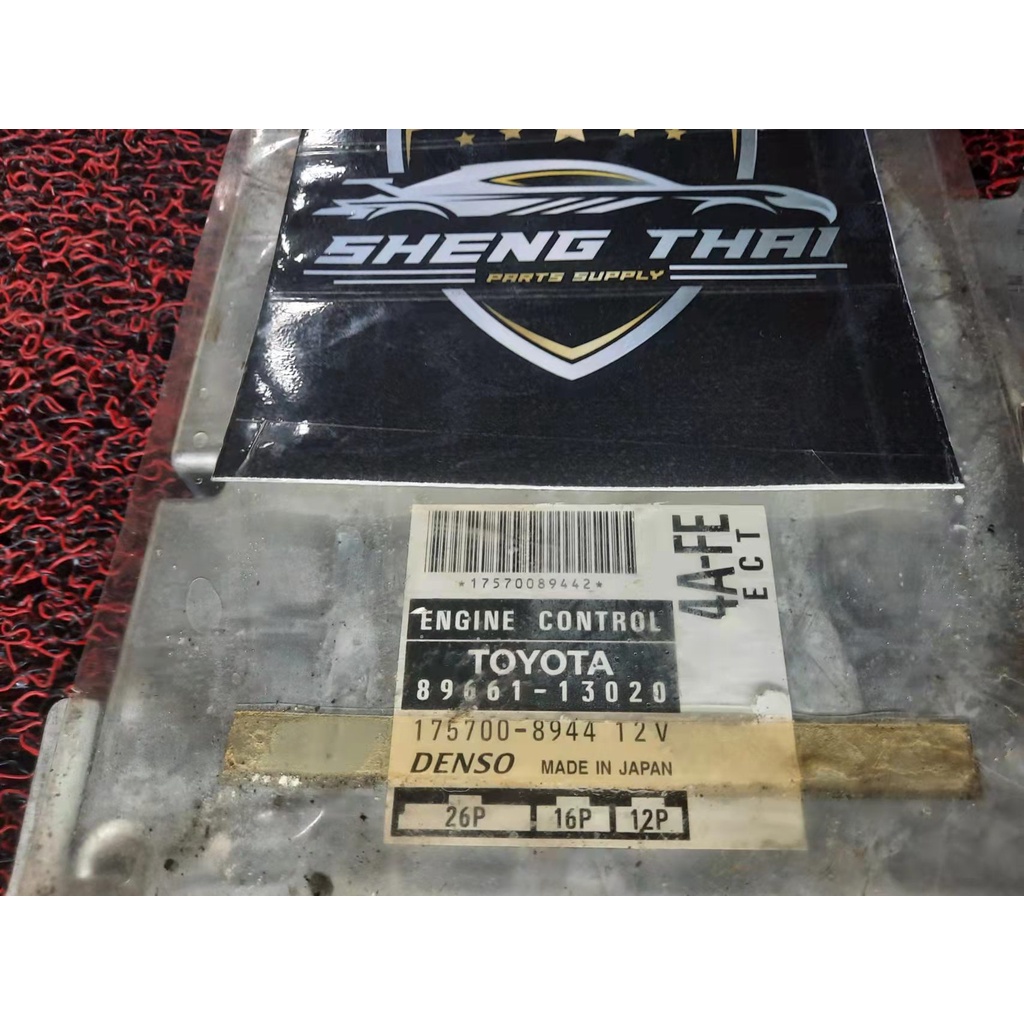 SHENG THAI
PARTS SUPPLY
*17570089442*
4A-FE
ECT
ENGINE CONTROL
TOYOTA
89661-13020
175700-8944 12V
DENSO MADE IN JAPAN
26P 16P 12P